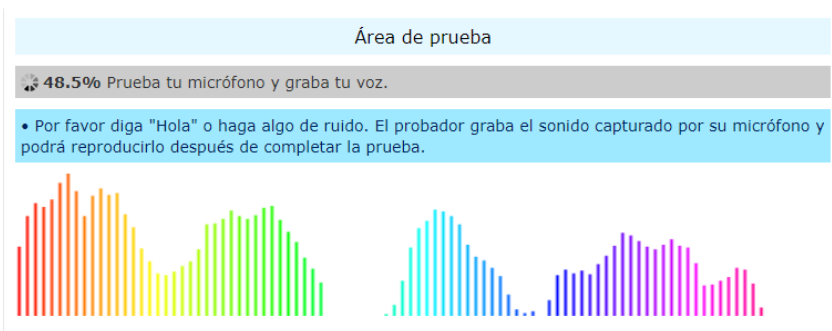 Área de prueba
48.5% Prueba tu micrófono y graba tu voz.
• Por favor diga "Hola" o haga algo de ruido. El probador graba el sonido capturado por su micrófono y
podrá reproducirlo después de completar la prueba.